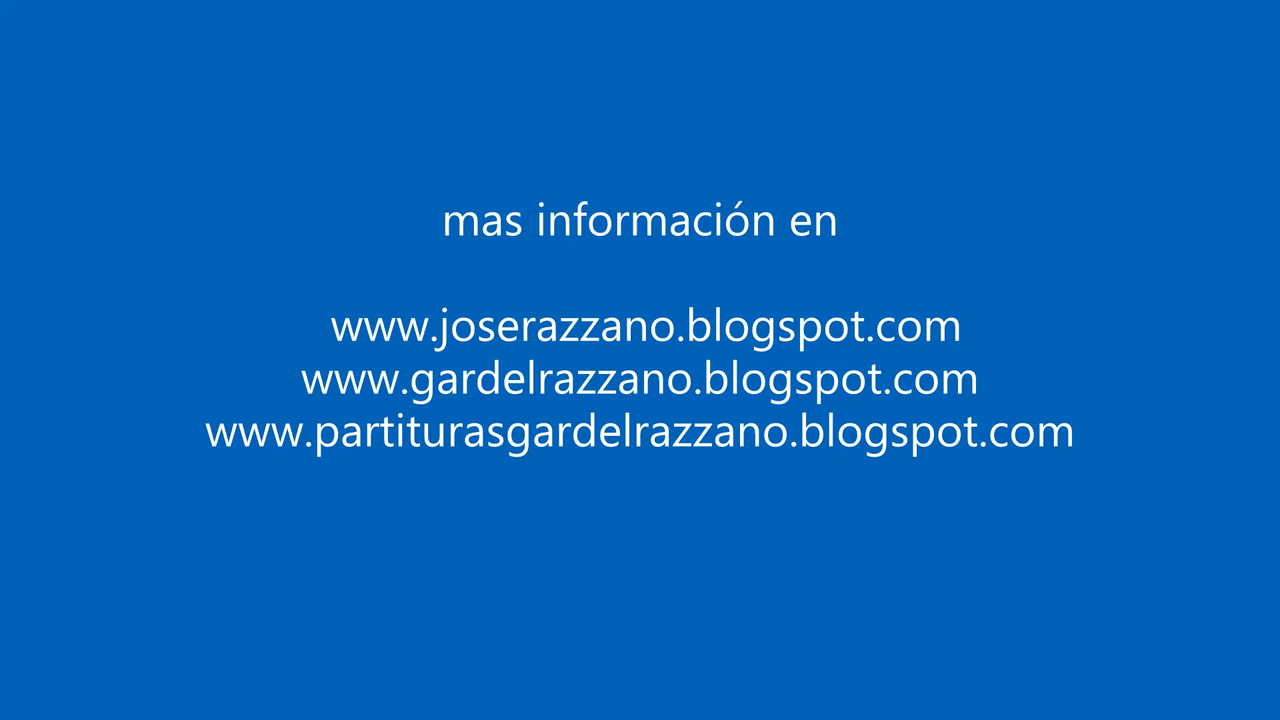 mas información en
www.joserazzano.blogspot.com
www.gardelrazzano.blogspot.com
www.partiturasgardelrazzano.blogspot.com